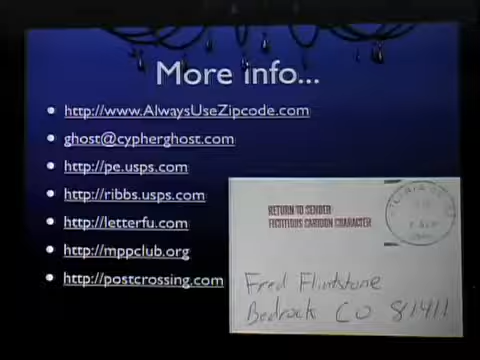 More info...
http://www.AlwaysUseZipcode.com
ghost@cypherghost.com
http://pe.usps.com
http://ribbs.usps.com
http://letterfu.com
http://mppclub.org
http://postcrossing.com
RETURN TO SENDER
FICTITIOUS CARTOON CHARACTER
Fred Flintstone
Bedrock CO 81411